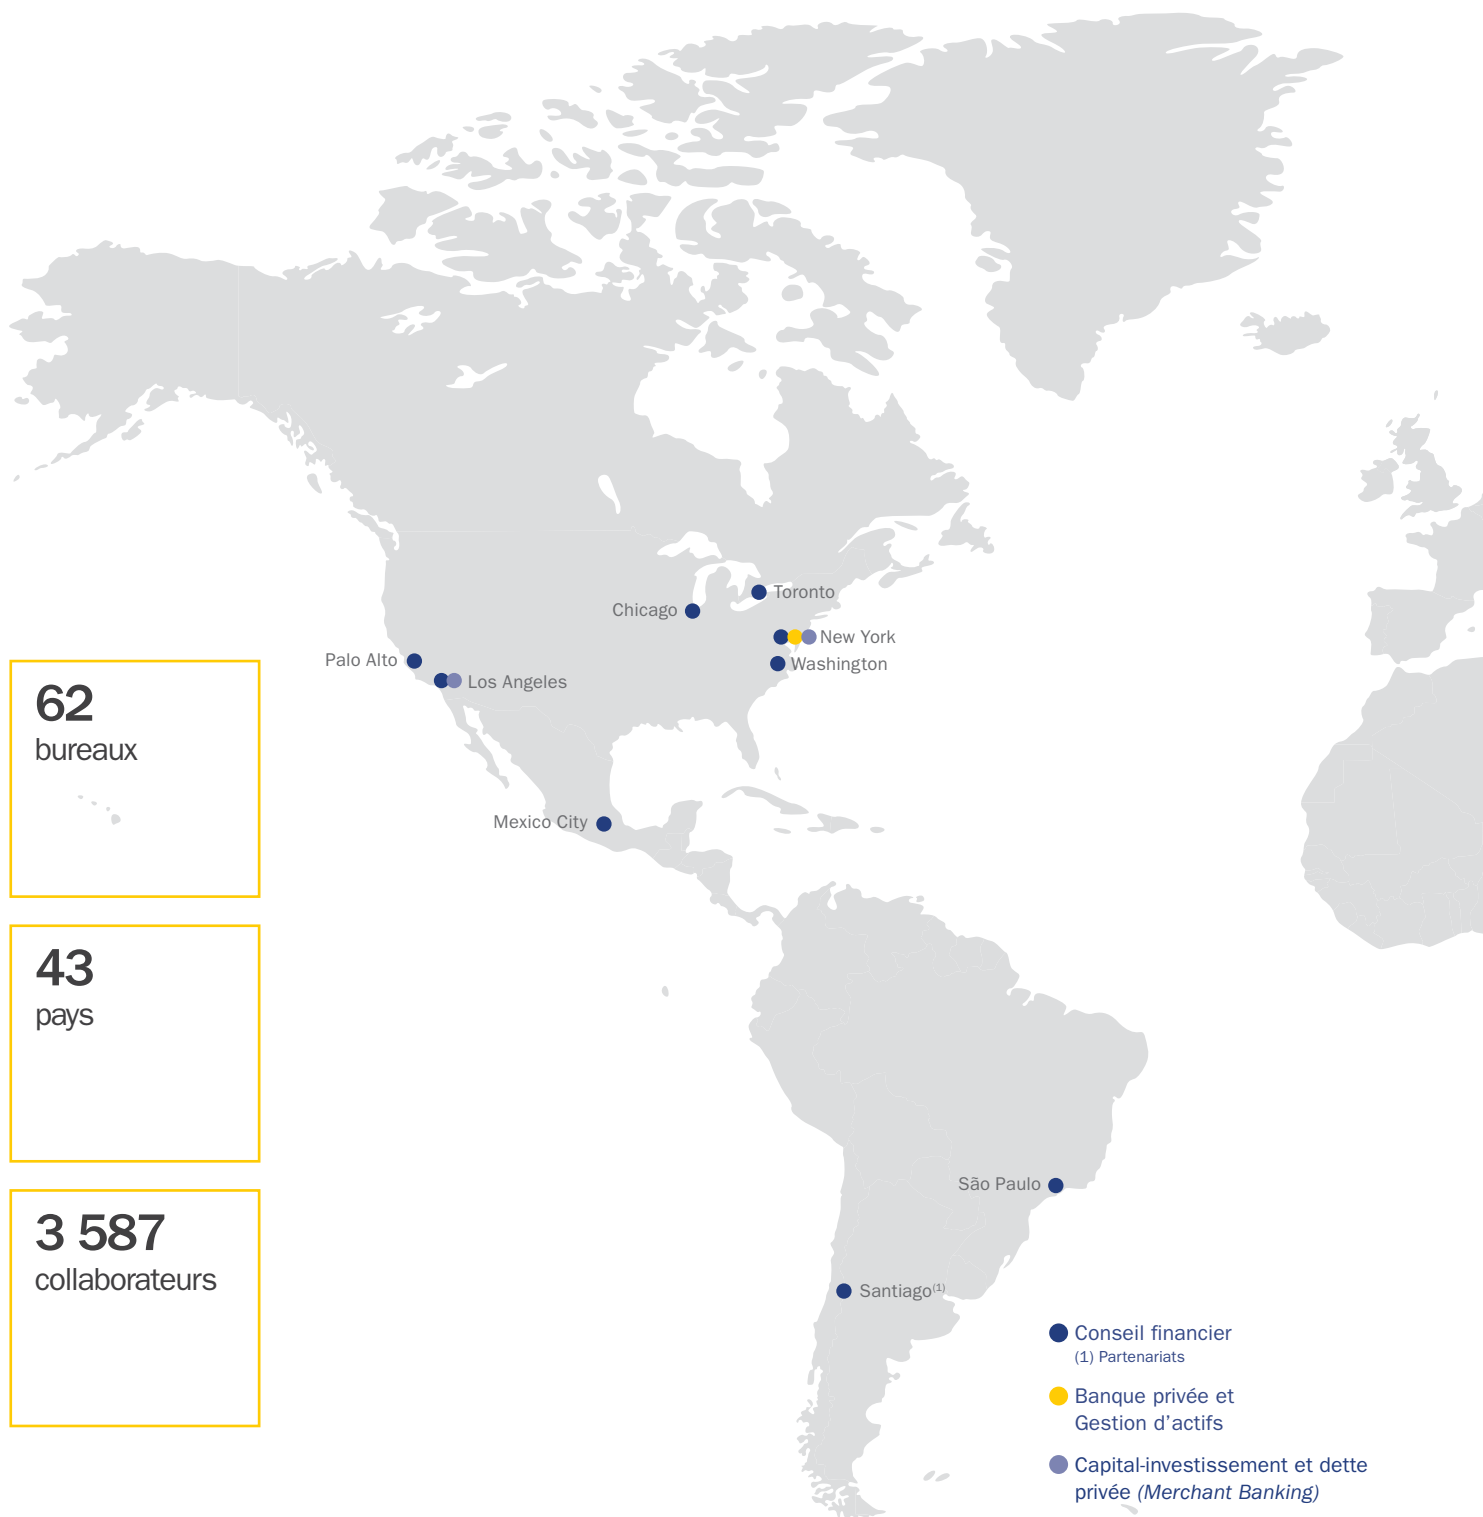 Toronto
Chicago
New York
Palo Alto
Washington
Los Angeles
62
bureaux
Mexico City
43
pays
São Paulo
3 587
collaborateurs
Santiago(1)
Conseil financier
(1) Partenariats
Banque privée et
Gestion d’actifs
Capital-investissement et dette
privée (Merchant Banking)